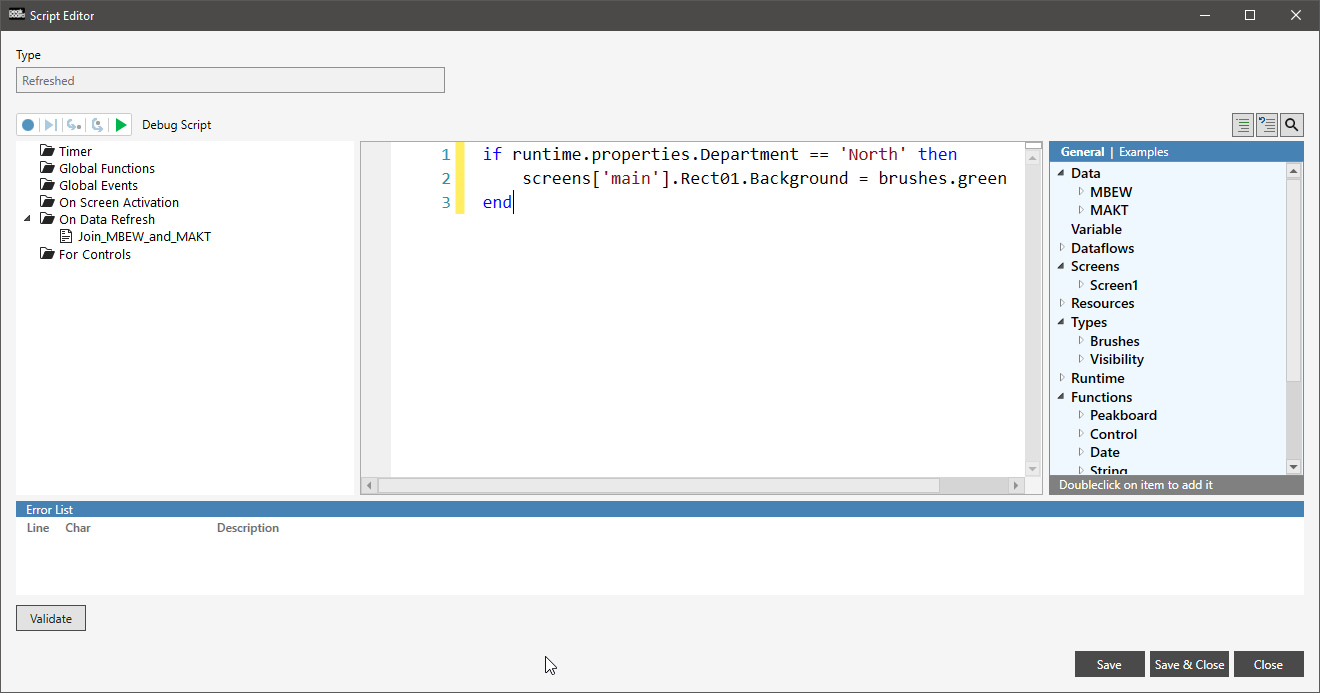 peak board
Script Editor
Type
Refreshed
Debug Script
Timer
Global Functions
Global Events
On Screen Activation
On Data Refresh
Join_MBEW_and_MAKT
For Controls
1 if runtime.properties.Department == 'North' then
2 screens['main'].Rect01.Background = brushes.green
3 end
General | Examples
Data
MBEW
MAKT
Variable
Dataflows
Screens
Screen1
Resources
Types
Brushes
Visibility
Runtime
Functions
Peakboard
Control
Date
String
Doubleclick on item to add it
Error List
Line Char Description
Validate
Save Save & Close Close